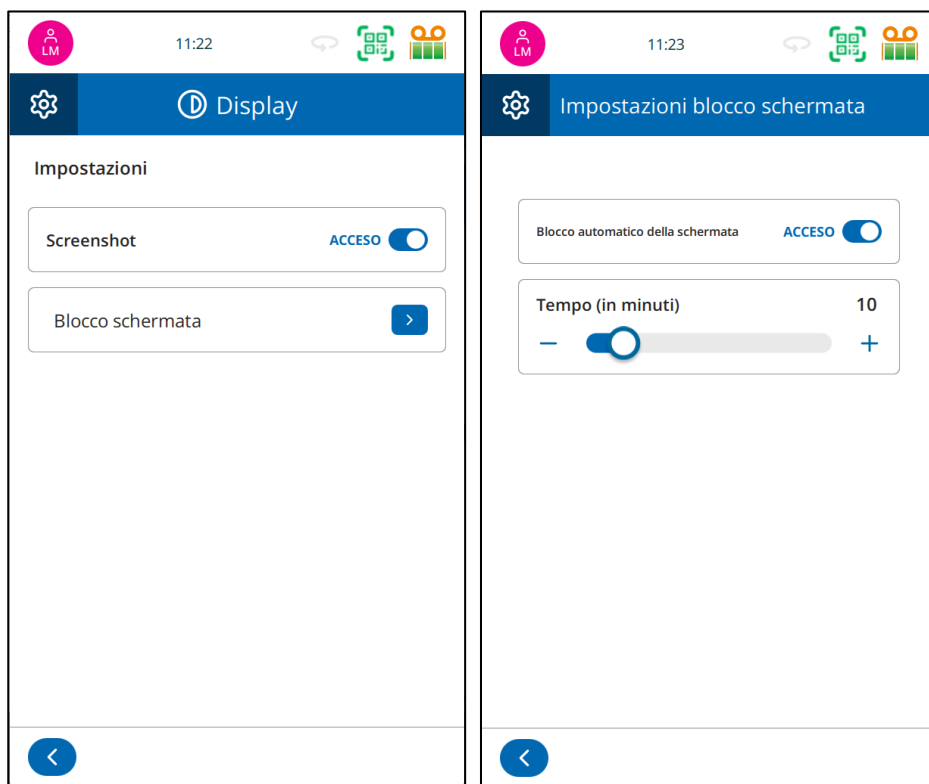 LM
11:22
Display
Impostazioni
Screenshot
ACCESO
Blocco schermata
LM
11:23
Impostazioni blocco schermata
Blocco automatico della schermata
ACCESO
Tempo (in minuti)
10